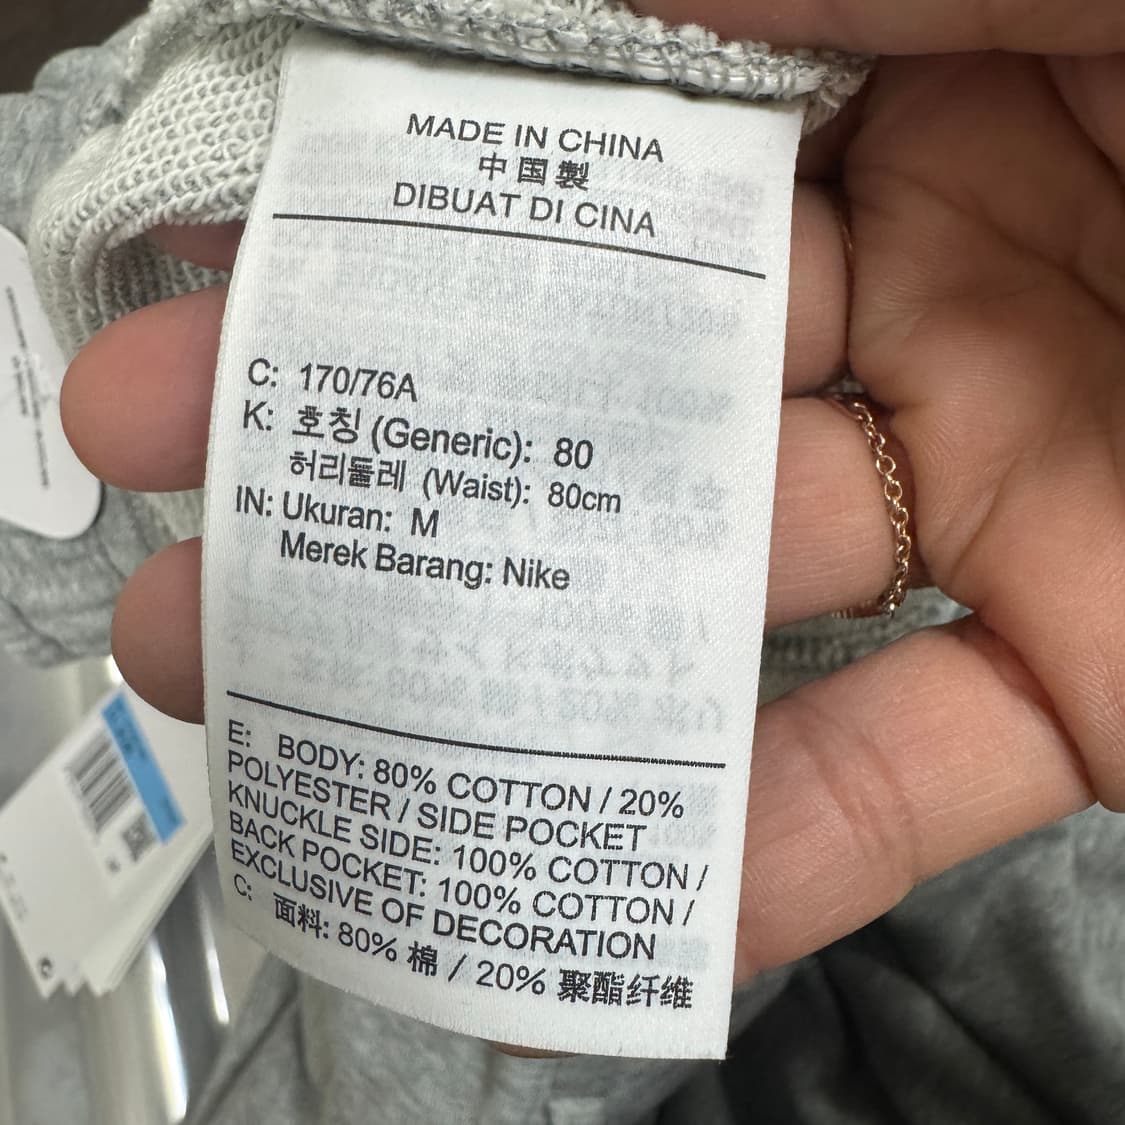 MADE IN CHINA
中国製
DIBUAT DI CINA
C: 170/76A
K: 호칭 (Generic): 80
허리둘레 (Waist): 80cm
IN: Ukuran: M
Merek Barang: Nike
E: BODY: 80% COTTON / 20%
POLYESTER / SIDE POCKET
KNUCKLE SIDE: 100% COTTON /
BACK POCKET: 100% COTTON /
EXCLUSIVE OF DECORATION
C: 面料: 80% 棉 / 20% 聚酯纤维